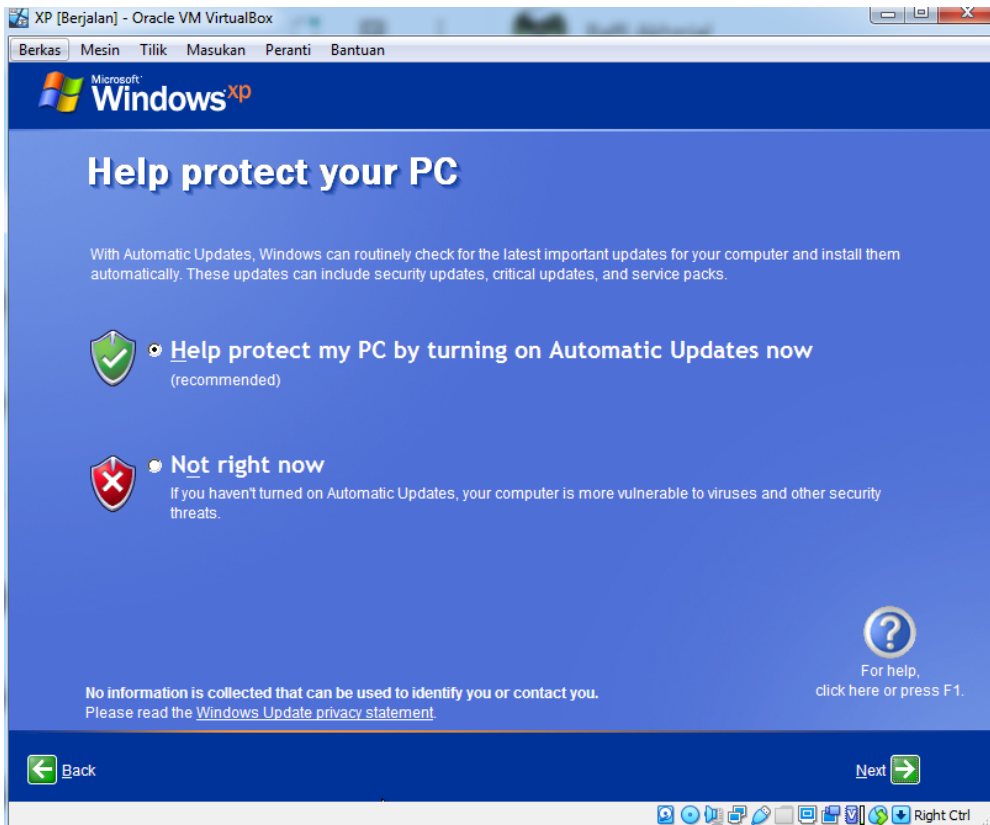 XP [Berjalan] - Oracle VM VirtualBox
Berkas Mesin Tilik Masukan Peranti Bantuan
Microsoft
Windows xp
Help protect your PC
With Automatic Updates, Windows can routinely check for the latest important updates for your computer and install them
automatically. These updates can include security updates, critical updates, and service packs.
Help protect my PC by turning on Automatic Updates now
(recommended)
Not right now
If you haven't turned on Automatic Updates, your computer is more vulnerable to viruses and other security
threats.
For help,
click here or press F1.
No information is collected that can be used to identify you or contact you.
Please read the Windows Update privacy statement.
Back
Next
Right Ctrl